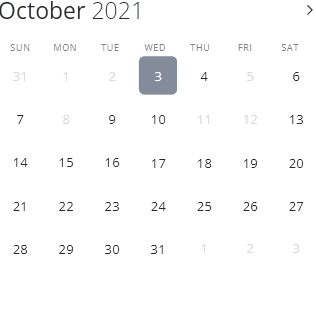 October 2021 >
SUN MON TUE WED THU FRI SAT
31 1 2 3 4 5 6
7 8 9 10 11 12 13
14 15 16 17 18 19 20
21 22 23 24 25 26 27
28 29 30 31 1 2 3